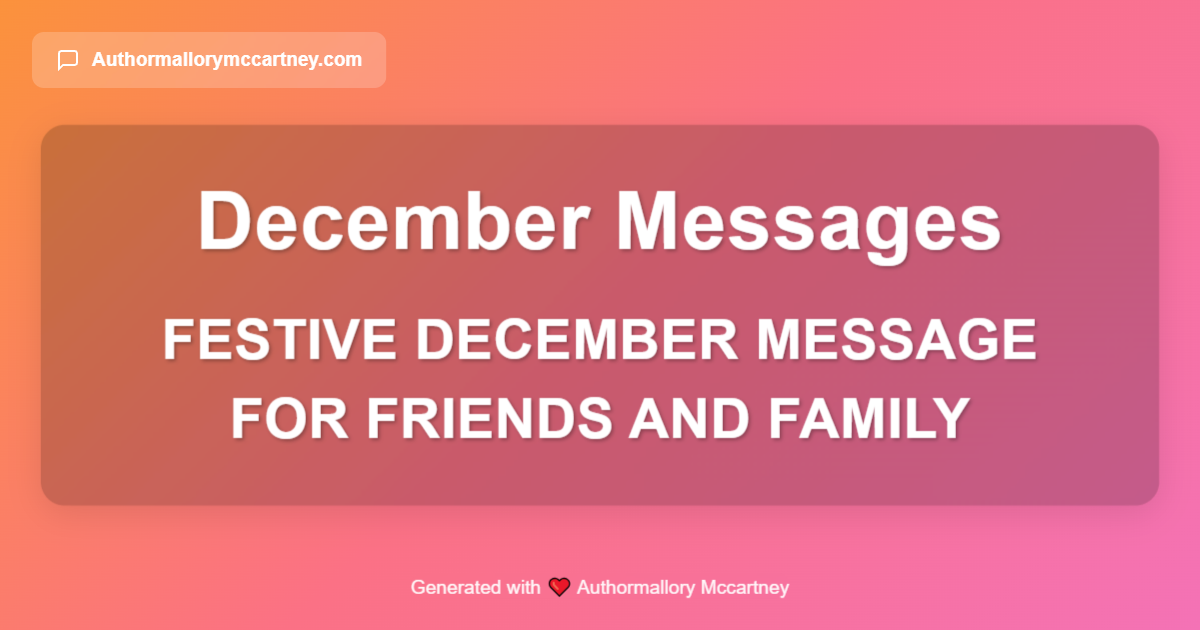 Authormallorymccartney.com
December Messages
FESTIVE DECEMBER MESSAGE
FOR FRIENDS AND FAMILY
Generated with ❤ Authormallory Mccartney